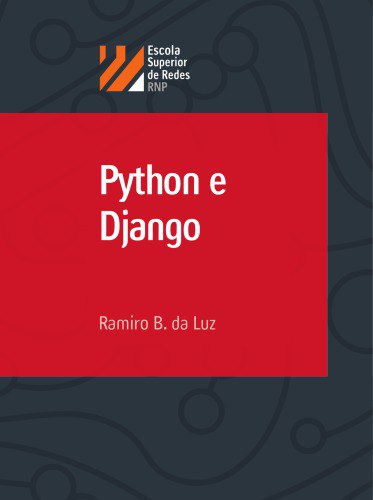 Escola
Superior
de Redes
RNP
Python e
Django
Ramiro B. da Luz